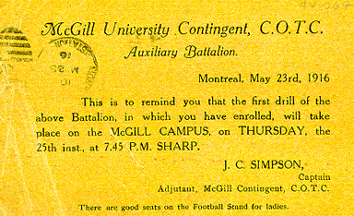 McGill University Contingent, C.O.T.C.
Auxiliary Battalion.
Montreal, May 23rd, 1916
This is to remind you that the first drill of the
above Battalion, in which you have enrolled, will take
place on the McGILL CAMPUS, on THURSDAY, the
25th inst., at 7.45 P.M. SHARP.
J. C. SIMPSON,
Captain
Adjutant, McGill Contingent, C.O.T.C.
There are good seats on the Football Stand for ladies.